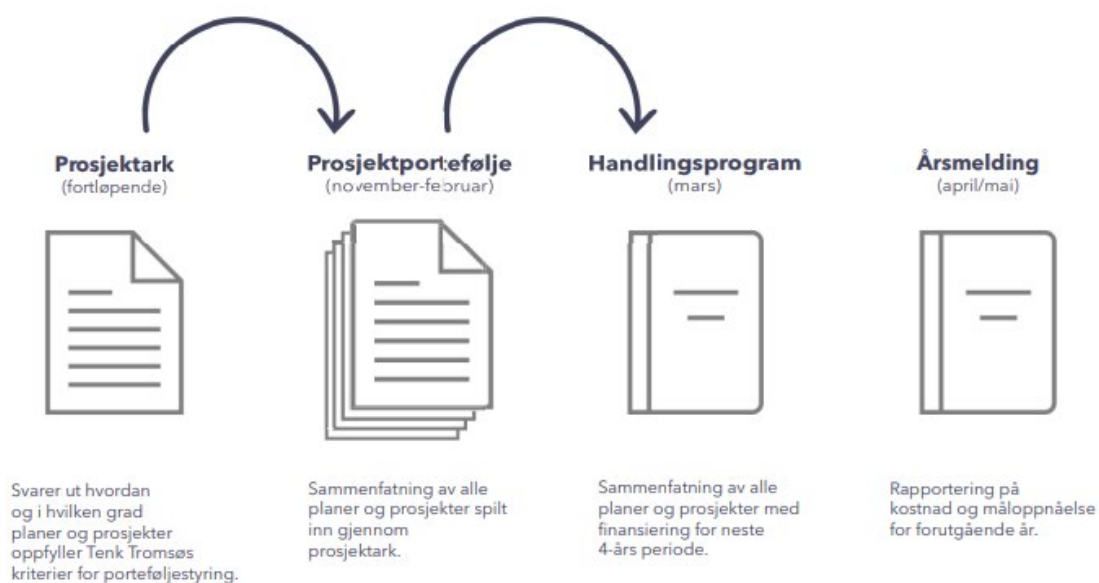 Prosjektark
(fortløpende)
Svarer ut hvordan
og i hvilken grad
planer og prosjekter
oppfyller Tenk Tromsøs
kriterier for porteføljestyring.
Prosjektportefølje
(november-februar)
Sammenfatning av alle
planer og prosjekter spilt
inn gjennom
prosjektark.
Handlingsprogram
(mars)
Sammenfatning av alle
planer og prosjekter med
finansiering for neste
4-års periode.
Årsmelding
(april/mai)
Rapportering på
kostnad og måloppnåelse
for forutgående år.